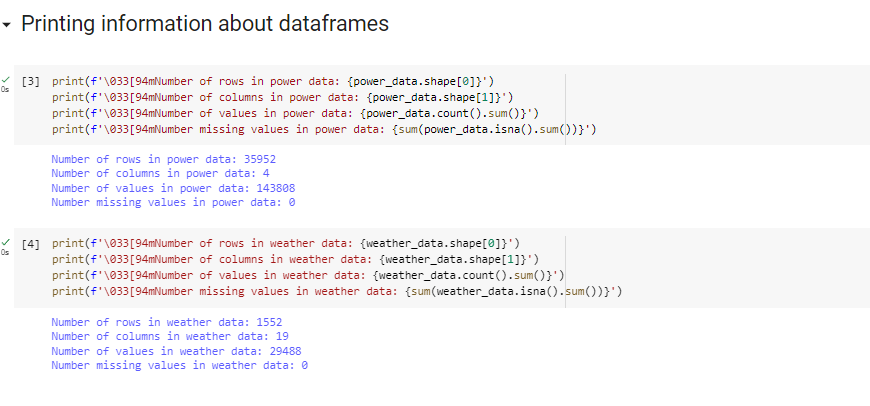 Printing information about dataframes
[3] print(f'\033[94mNumber of rows in power data: {power_data.shape[0]}')
print(f'\033[94mNumber of columns in power data: {power_data.shape[1]}')
print(f'\033[94mNumber of values in power data: {power_data.count().sum()}')
print(f'\033[94mNumber missing values in power data: {sum(power_data.isna().sum())}')
0s
Number of rows in power data: 35952
Number of columns in power data: 4
Number of values in power data: 143808
Number missing values in power data: 0
[4] print(f'\033[94mNumber of rows in weather data: {weather_data.shape[0]}')
print(f'\033[94mNumber of columns in weather data: {weather_data.shape[1]}')
print(f'\033[94mNumber of values in weather data: {weather_data.count().sum()}')
print(f'\033[94mNumber missing values in weather data: {sum(weather_data.isna().sum())}')
0s
Number of rows in weather data: 1552
Number of columns in weather data: 19
Number of values in weather data: 29488
Number missing values in weather data: 0